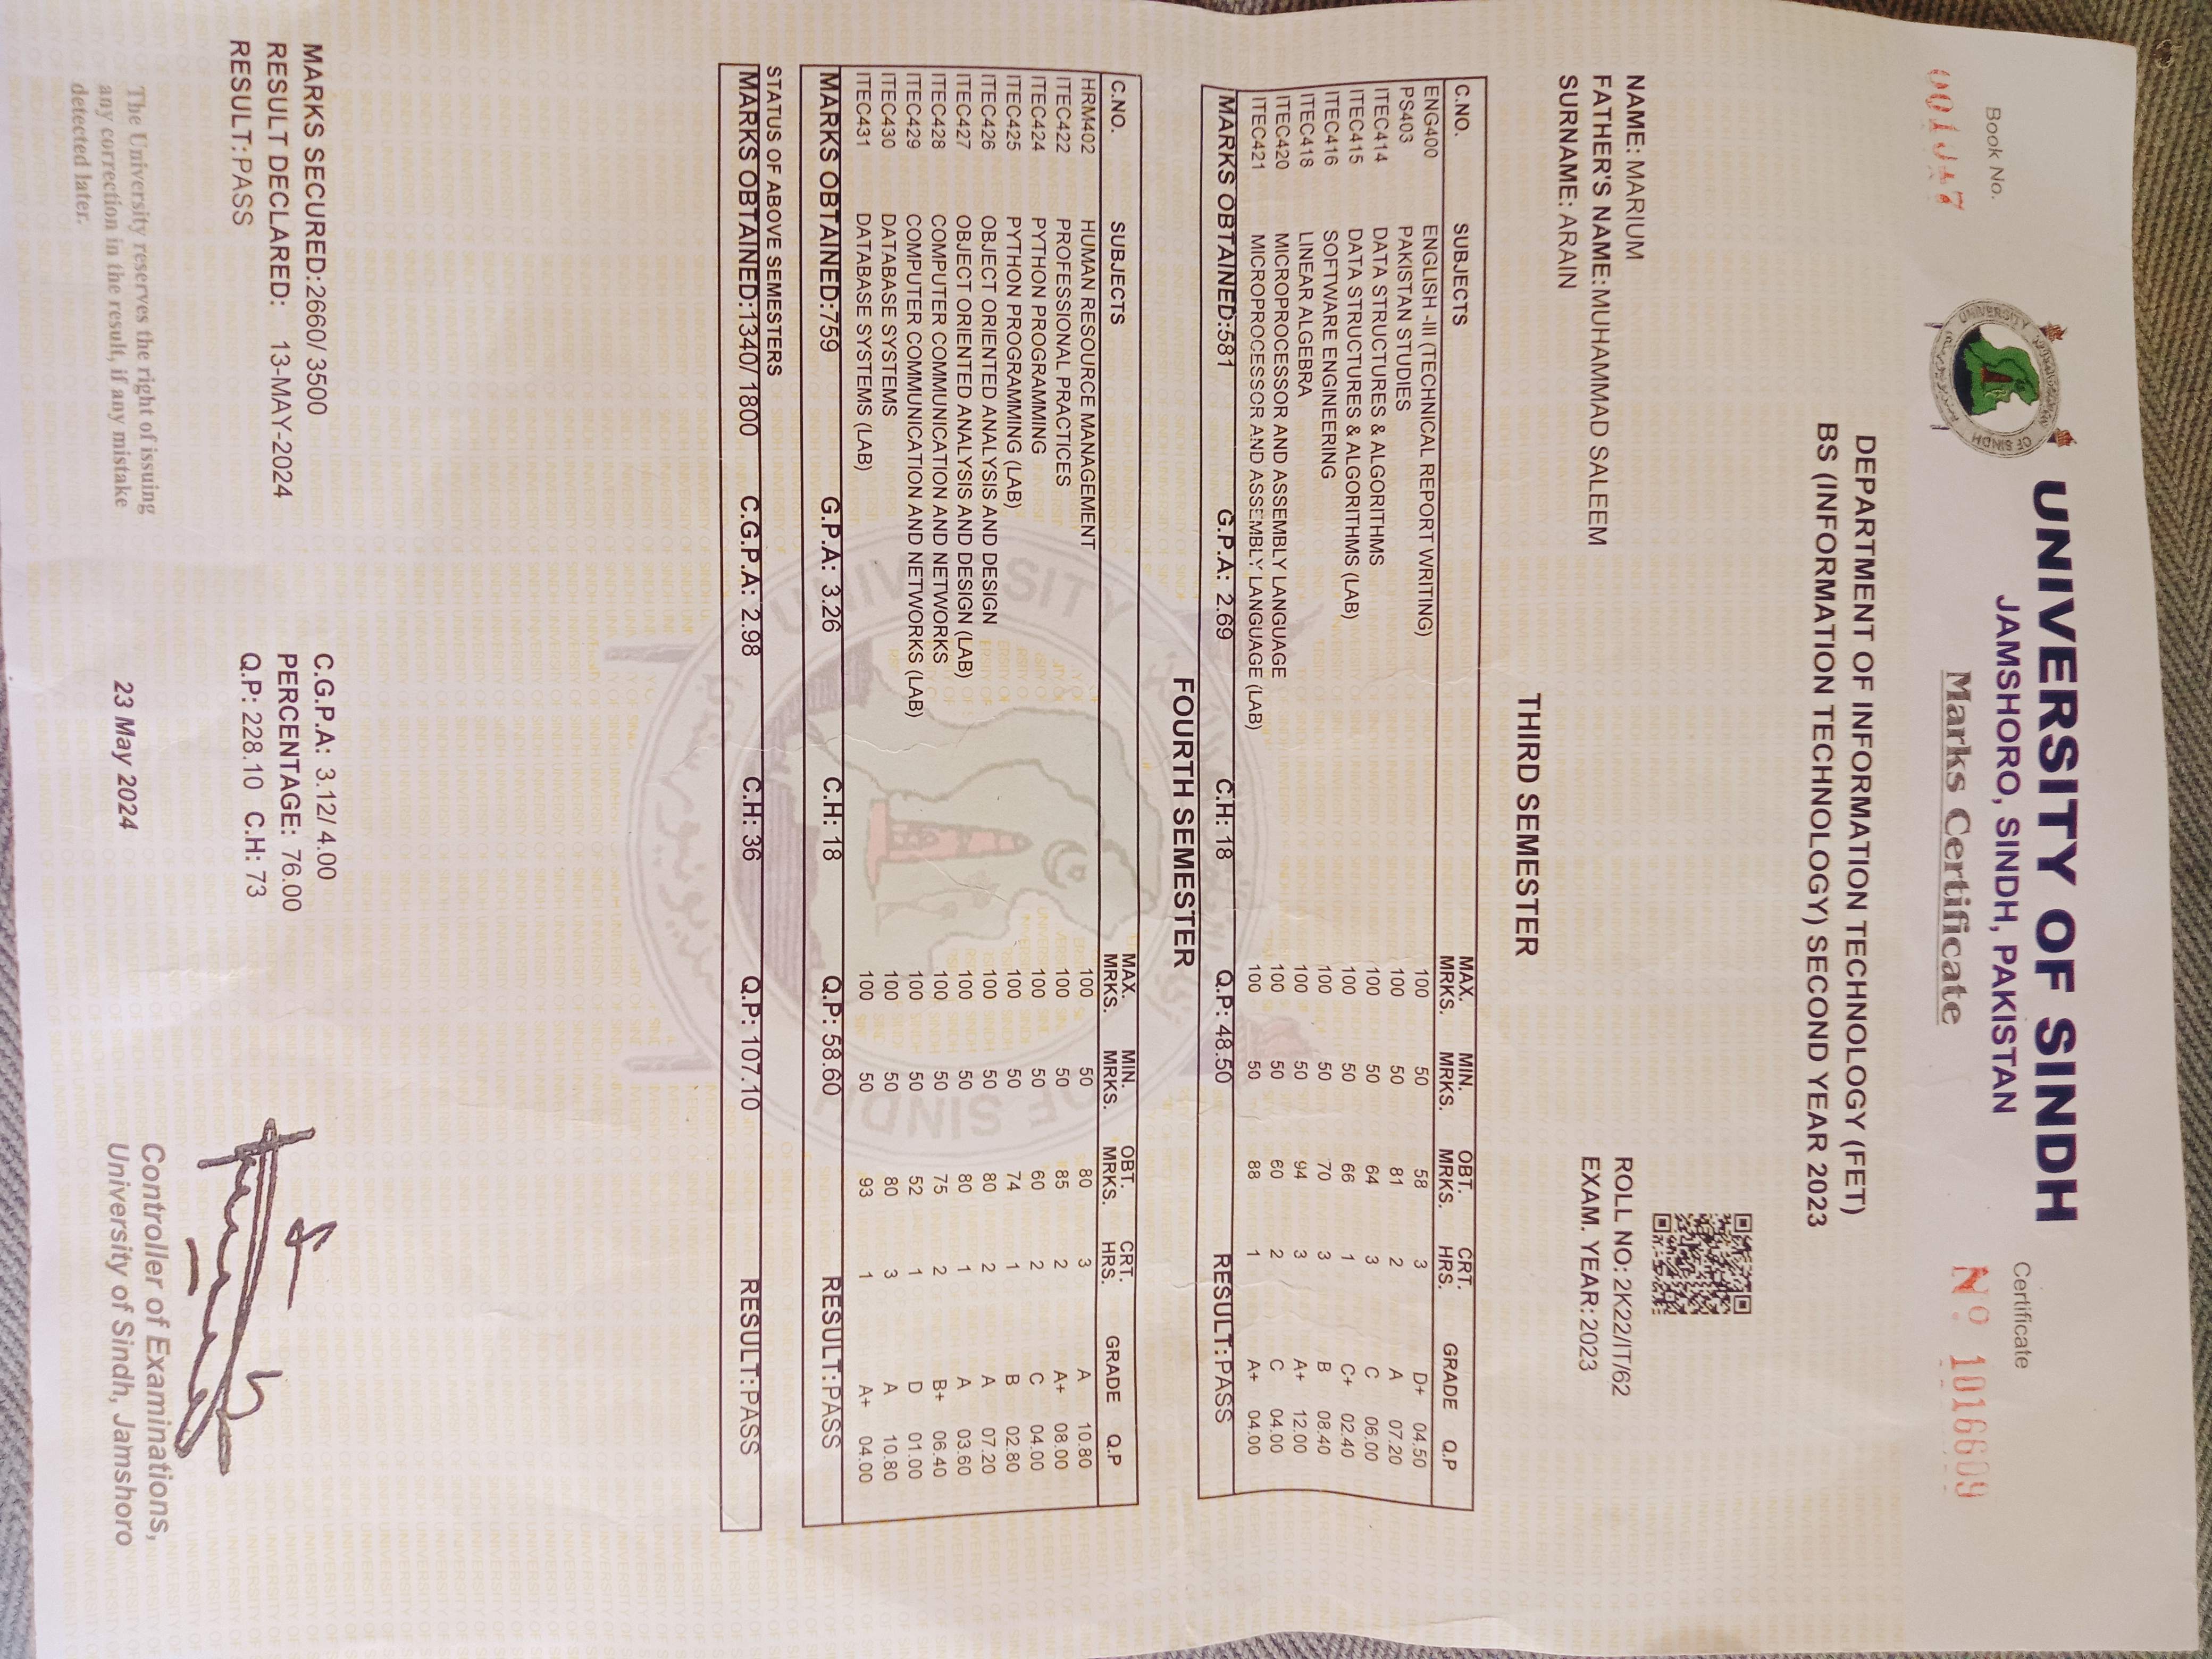 UNIVERSITY OF SINDH
JAMSHORO, SINDH, PAKISTAN
Marks Certificate
Book No.
Certificate
Nº 1016609
UNIVERSITY OF SINDH
DEPARTMENT OF INFORMATION TECHNOLOGY (FET)
BS (INFORMATION TECHNOLOGY) SECOND YEAR 2023
NAME: MARIUM
FATHER'S NAME: MUHAMMAD SALEEM
SURNAME: ARAIN
ROLL NO: 2K22/IT/62
EXAM. YEAR: 2023
THIRD SEMESTER
C.NO. SUBJECTS MAX. MRKS. MIN. MRKS. OBT. MRKS. CRT. HRS. GRADE Q.P
ENG400 ENGLISH -III (TECHNICAL REPORT WRITING) 100 50 58 3 D+ 04.50
PS403 PAKISTAN STUDIES 100 50 81 2 A 07.20
ITEC414 DATA STRUCTURES & ALGORITHMS 100 50 64 3 C 06.00
ITEC415 DATA STRUCTURES & ALGORITHMS (LAB) 100 50 66 1 C+ 02.40
ITEC416 SOFTWARE ENGINEERING 100 50 70 3 B 08.40
ITEC418 LINEAR ALGEBRA 100 50 94 3 A+ 12.00
ITEC420 MICROPROCESSOR AND ASSEMBLY LANGUAGE 100 50 60 2 C 04.00
ITEC421 MICROPROCESSOR AND ASSEMBLY LANGUAGE (LAB) 100 50 88 1 A+ 04.00
MARKS OBTAINED:581 G.P.A: 2.69 C.H: 18 Q.P: 48.50 RESULT: PASS
FOURTH SEMESTER
C.NO. SUBJECTS MAX. MRKS. MIN. MRKS. OBT. MRKS. CRT. HRS. GRADE Q.P
HRM402 HUMAN RESOURCE MANAGEMENT 100 50 80 3 A 10.80
ITEC422 PROFESSIONAL PRACTICES 100 50 85 2 A+ 08.00
ITEC424 PYTHON PROGRAMMING 100 50 60 2 C 04.00
ITEC425 PYTHON PROGRAMMING (LAB) 100 50 74 1 B 02.80
ITEC426 OBJECT ORIENTED ANALYSIS AND DESIGN 100 50 80 2 A 07.20
ITEC427 OBJECT ORIENTED ANALYSIS AND DESIGN (LAB) 100 50 80 1 A 03.60
ITEC428 COMPUTER COMMUNICATION AND NETWORKS 100 50 75 2 B+ 06.40
ITEC429 COMPUTER COMMUNICATION AND NETWORKS (LAB) 100 50 52 1 D 01.00
ITEC430 DATABASE SYSTEMS 100 50 80 3 A 10.80
ITEC431 DATABASE SYSTEMS (LAB) 100 50 93 1 A+ 04.00
MARKS OBTAINED:759 G.P.A: 3.26 C.H: 18 Q.P: 58.60 RESULT: PASS
STATUS OF ABOVE SEMESTERS
MARKS OBTAINED:1340/ 1800 C.G.P.A: 2.98 C.H: 36 Q.P: 107.10 RESULT: PASS
MARKS SECURED:2660/ 3500
RESULT DECLARED: 13-MAY-2024
RESULT: PASS
C.G.P.A: 3.12/ 4.00
PERCENTAGE: 76.00
Q.P: 228.10 C.H: 73
The University reserves the right of issuing
any correction in the result, if any mistake
detected later.
23 May 2024
Controller of Examinations,
University of Sindh, Jamshoro